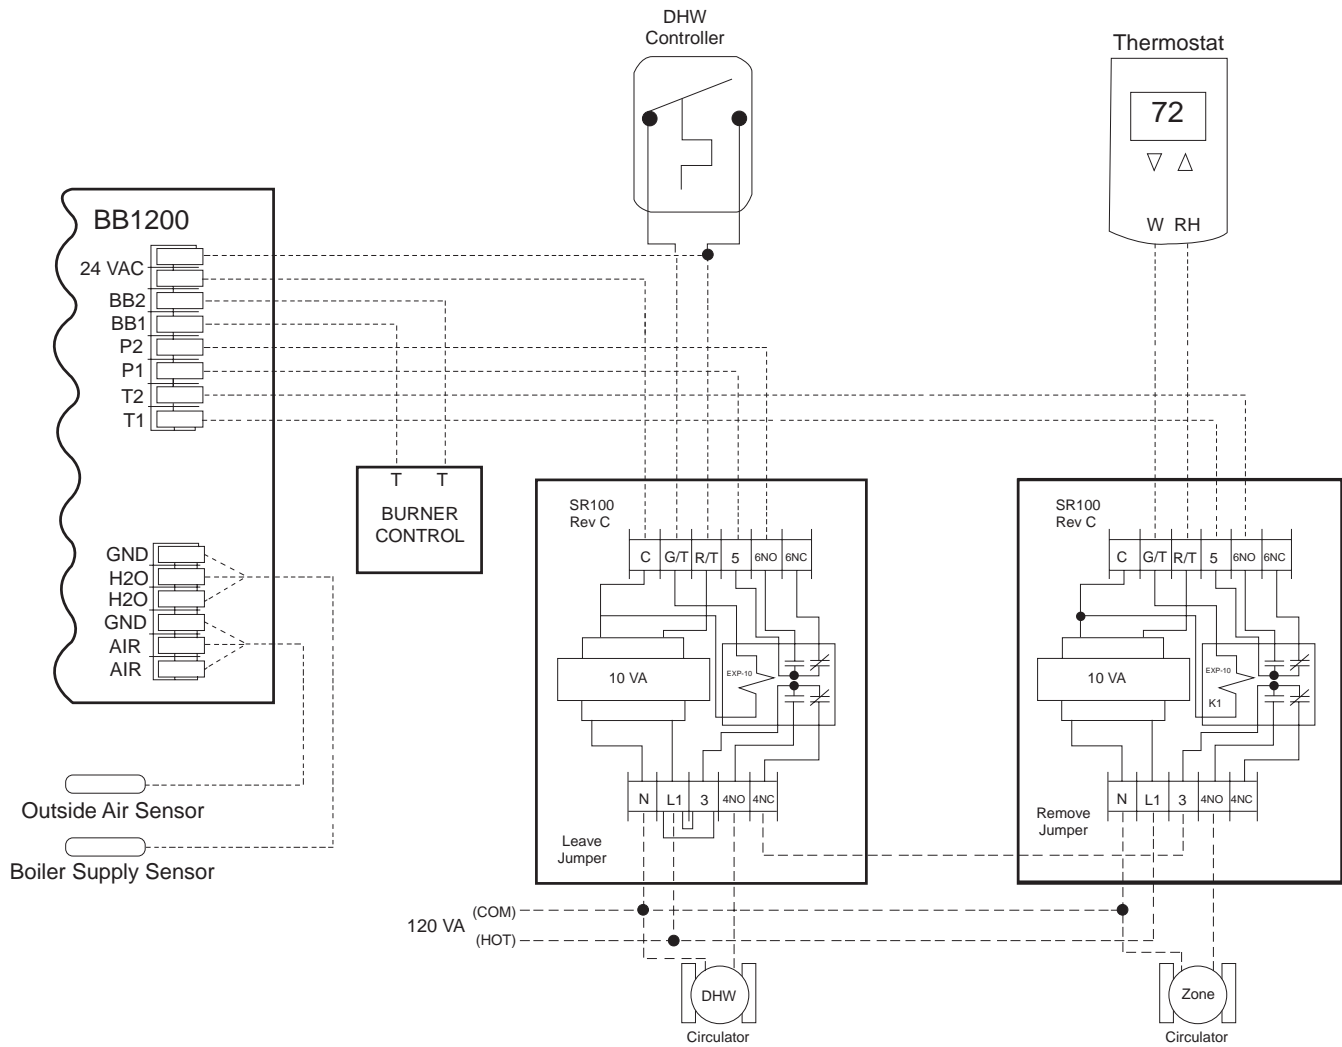 DHW
Controller
Thermostat
72
W RH
BB1200
24 VAC
BB2
BB1
P2
P1
T2
T1
GND
H2O
H2O
GND
AIR
AIR
T T
BURNER
CONTROL
Outside Air Sensor
Boiler Supply Sensor
SR100
Rev C
C G/T R/T 5 6NO 6NC
10 VA
EXP-10
N L1 3 4NO 4NC
Leave
Jumper
SR100
Rev C
C G/T R/T 5 6NO 6NC
10 VA
EXP-10
K1
N L1 3 4NO 4NC
Remove
Jumper
120 VA
(COM)
(HOT)
DHW
Circulator
Zone
Circulator